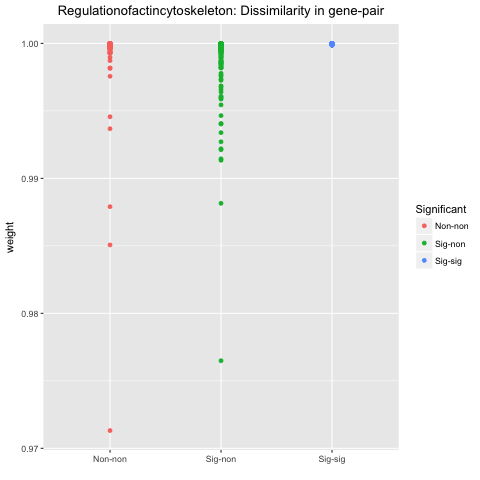 Regulationofactincytoskeleton: Dissimilarity in gene-pair
1.00
0.99
0.98
0.97
weight
Non-non
Sig-non
Sig-sig
Significant
Non-non
Sig-non
Sig-sig